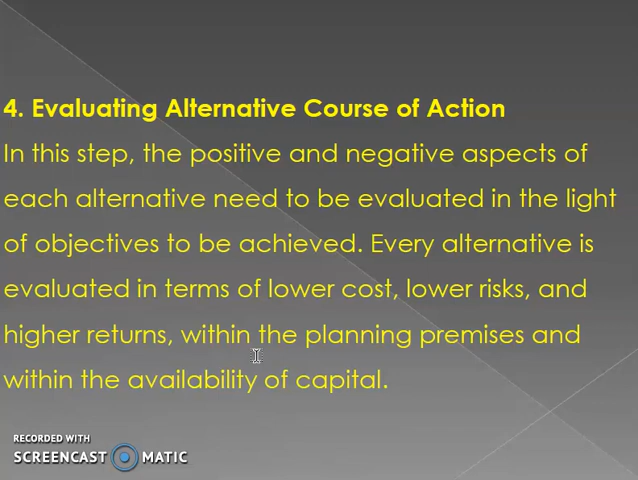 4. Evaluating Alternative Course of Action
In this step, the positive and negative aspects of
each alternative need to be evaluated in the light
of objectives to be achieved. Every alternative is
evaluated in terms of lower cost, lower risks, and
higher returns, within the planning premises and
within the availability of capital.
RECORDED WITH
SCREENCAST MATIC